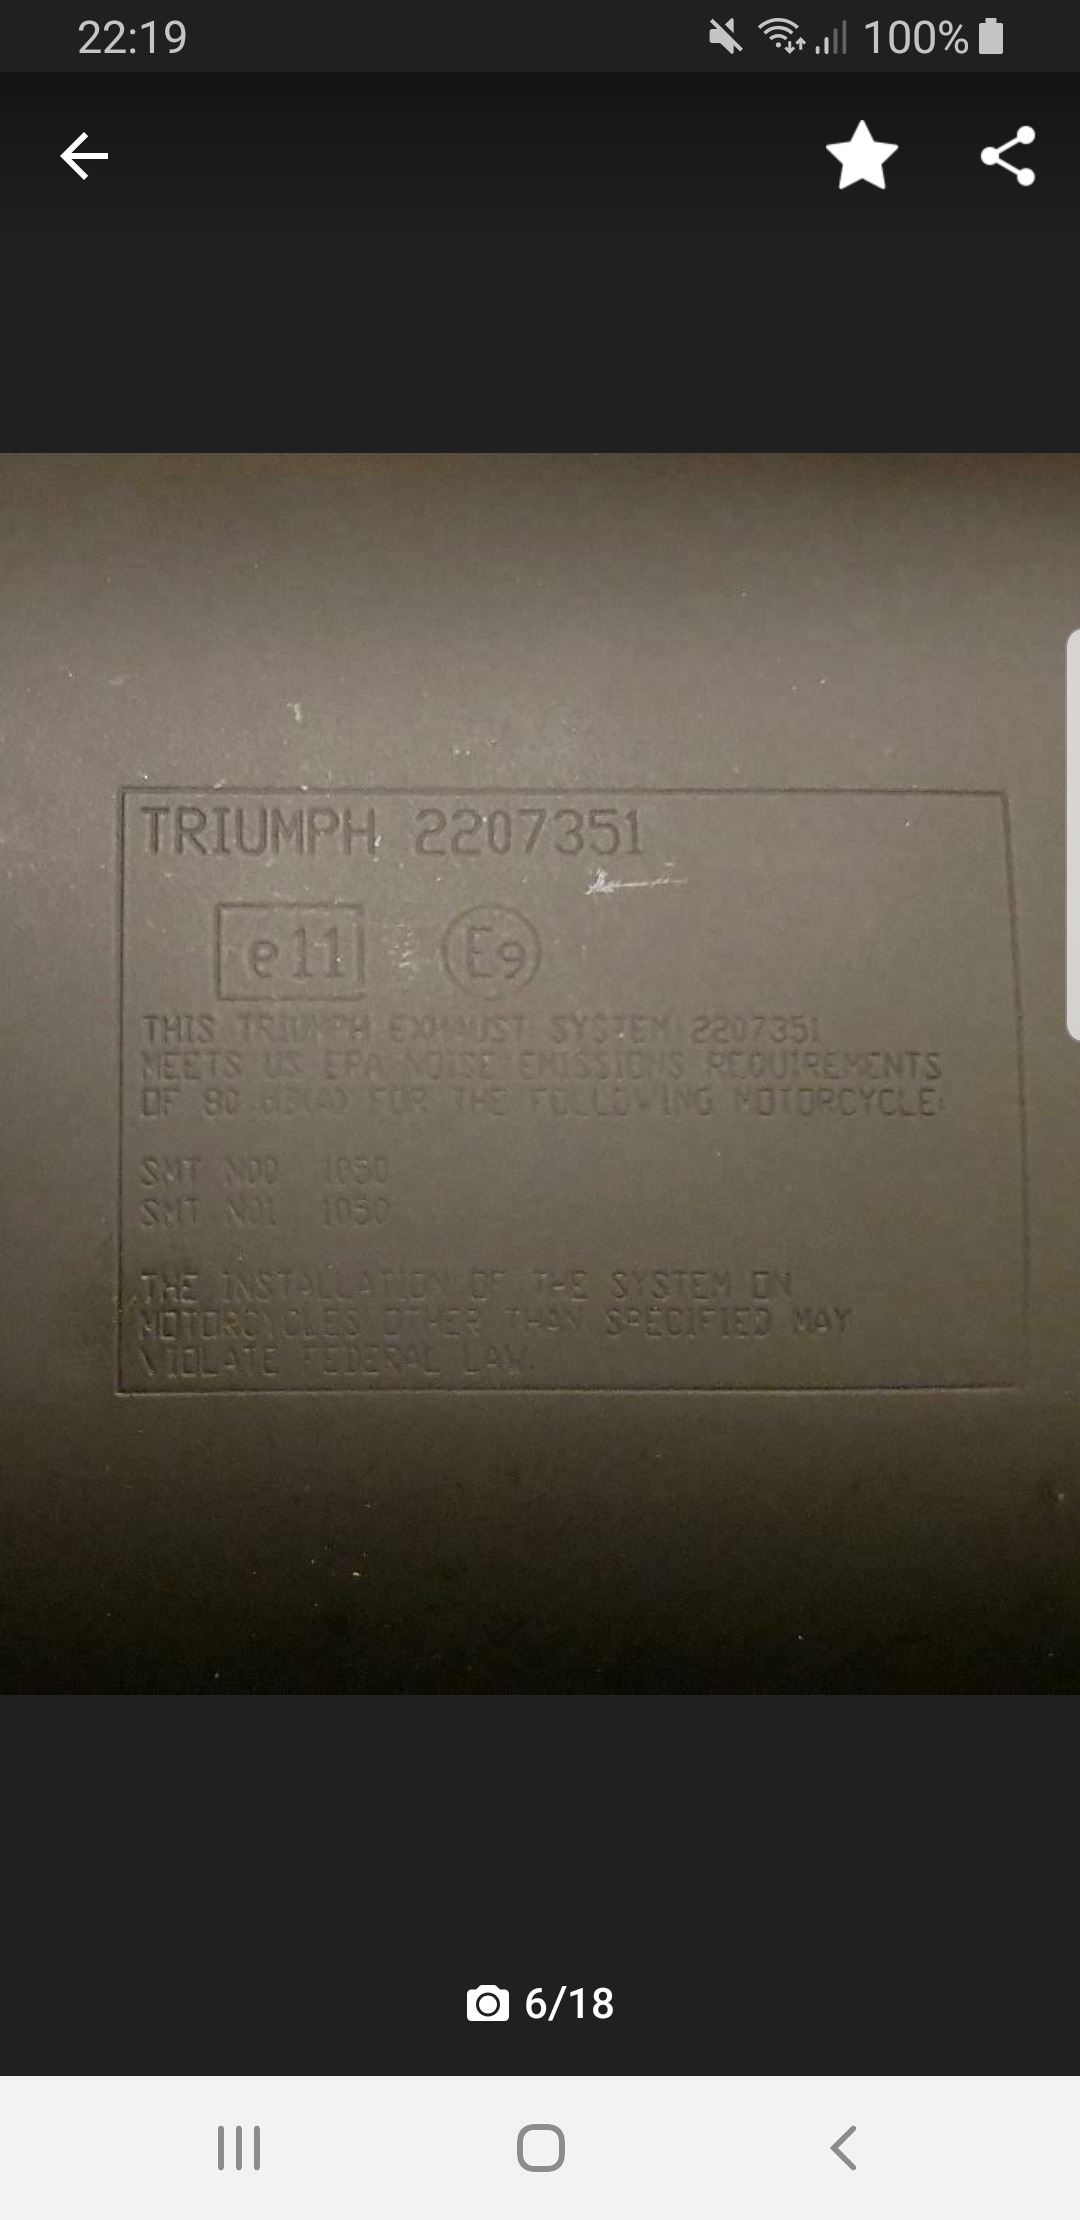 22:19 100%
TRIUMPH 2207351
e11 E9
THIS TRIUMPH EXHAUST SYSTEM 2207351
MEETS US EPA NOISE EMISSIONS REQUIREMENTS
OF 80 dB(A) FOR THE FOLLOWING MOTORCYCLE
SMT N00 1050
SMT N01 1050
THE INSTALLATION OF THE SYSTEM ON
MOTORCYCLES OTHER THAN SPECIFIED MAY
VIOLATE FEDERAL LAW.
6/18